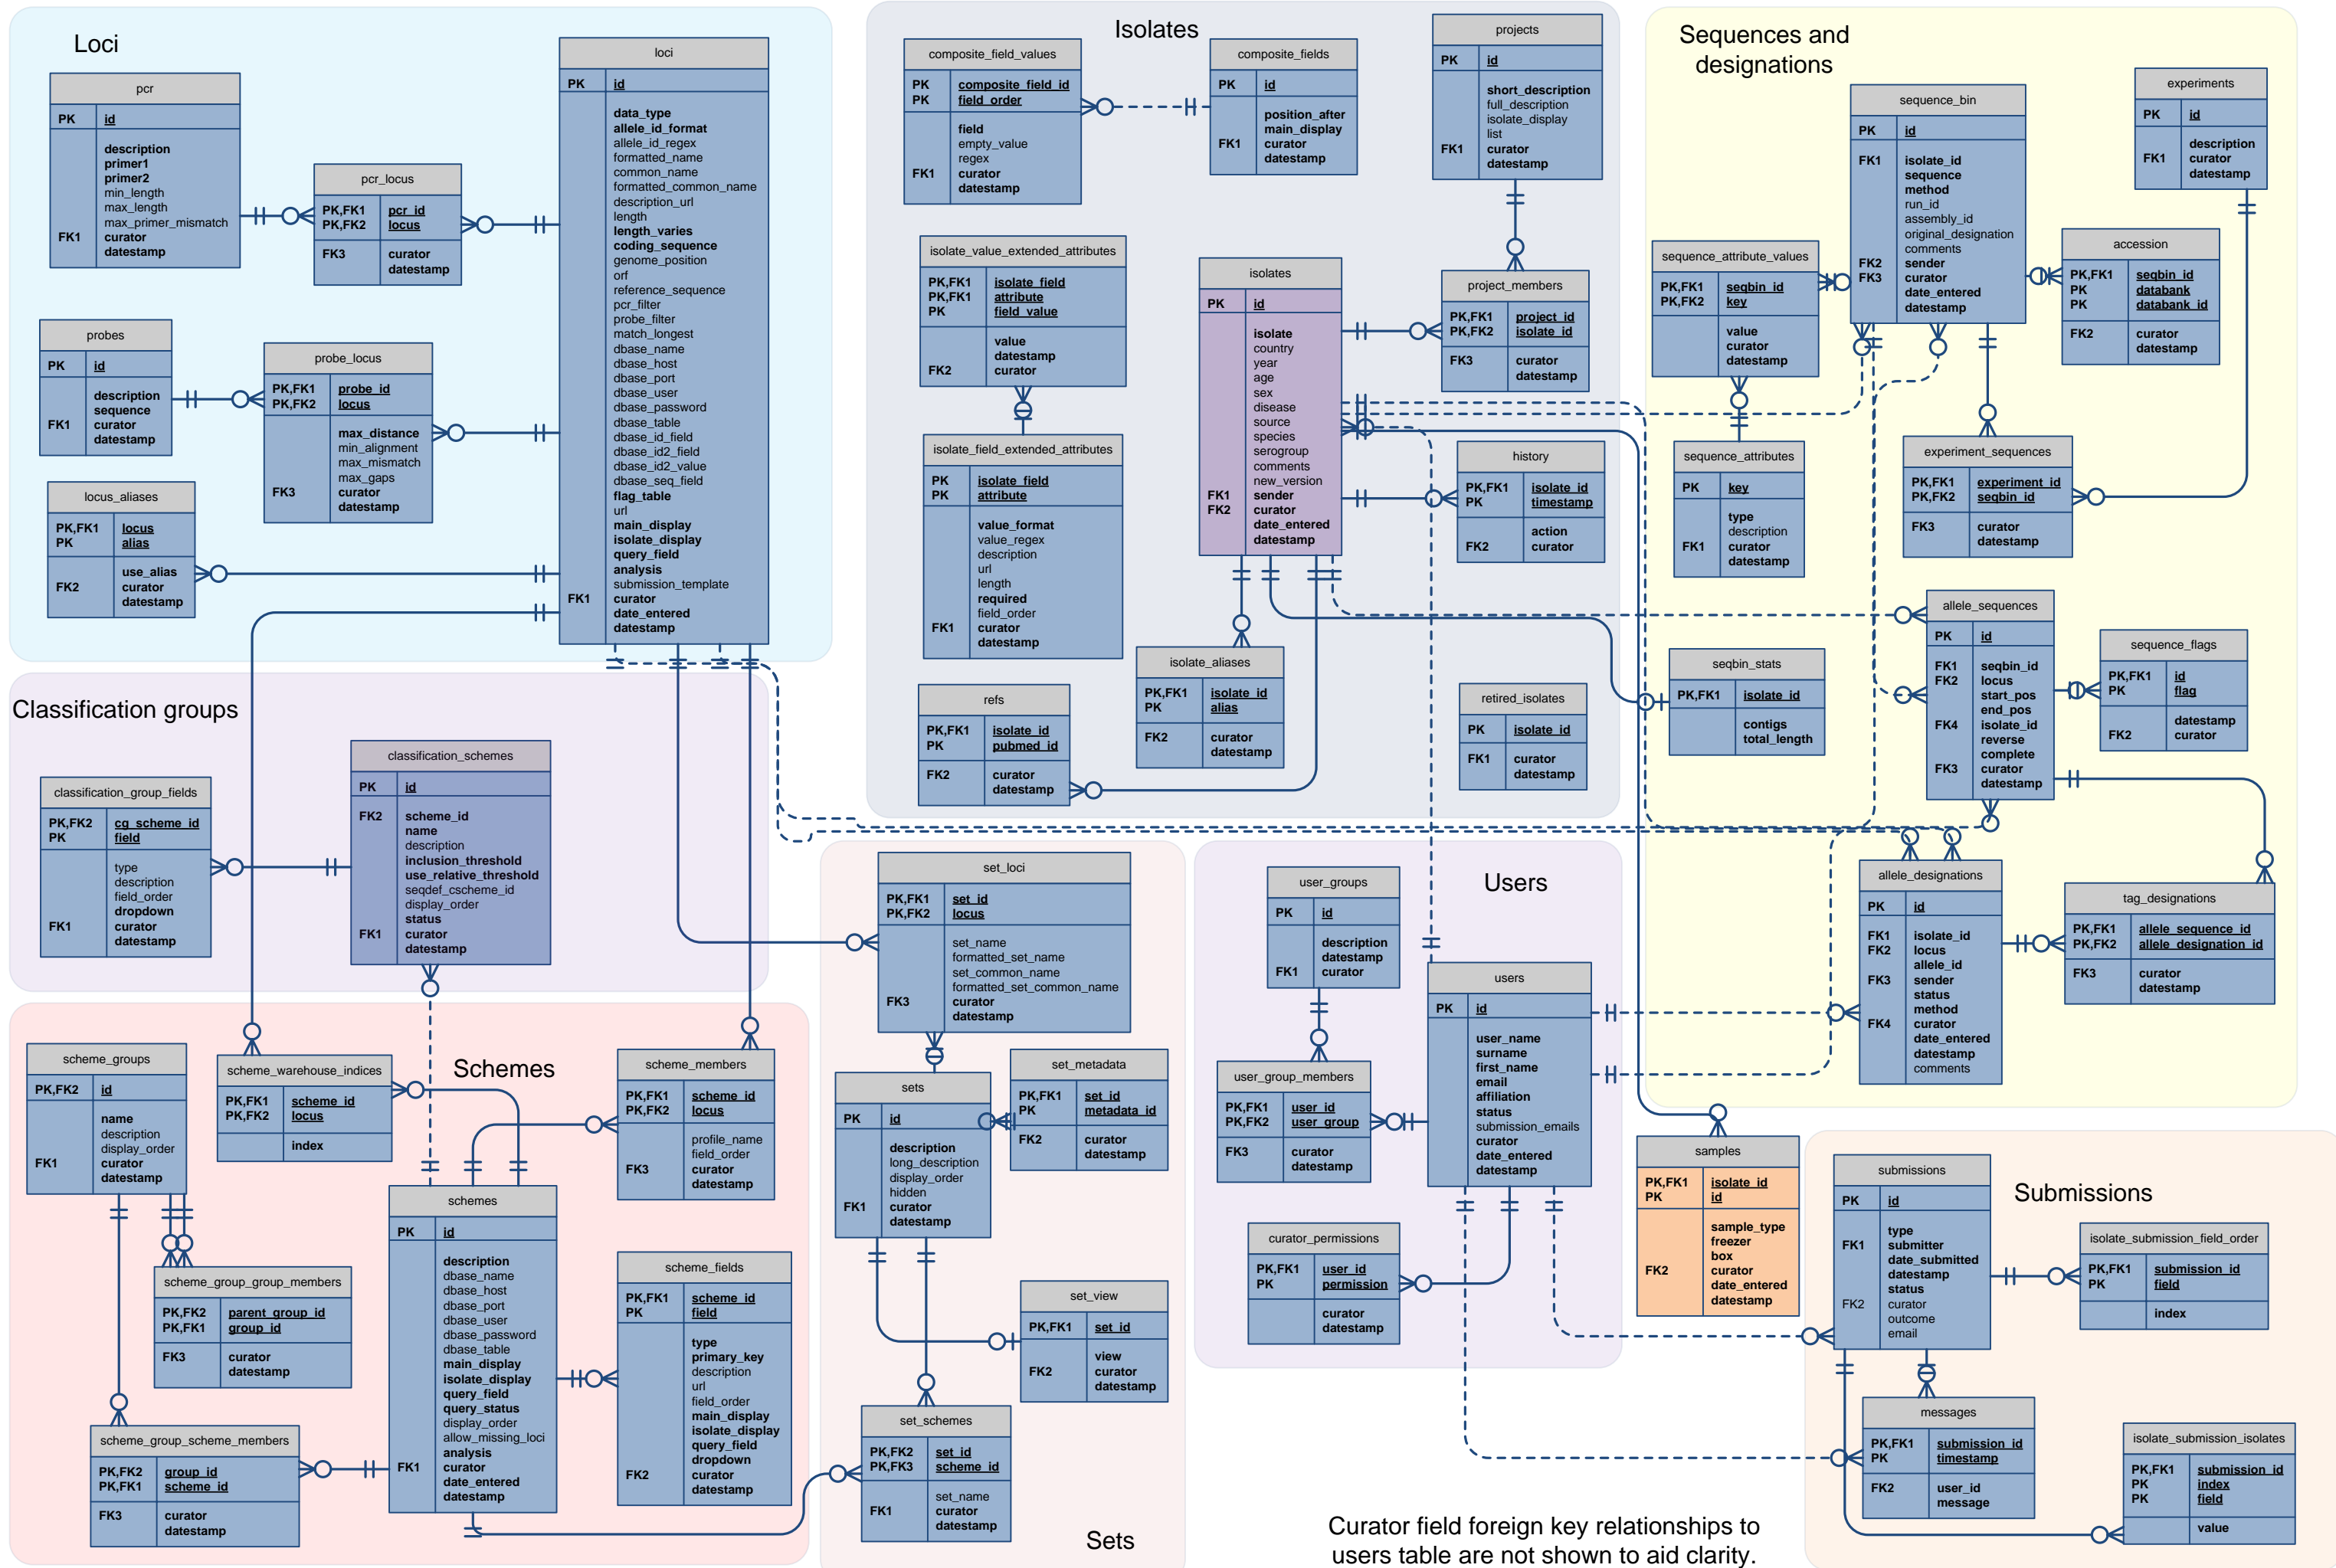 Loci
pcr
PK id
description
primer1
primer2
min_length
max_length
max_primer_mismatch
FK1 curator
datestamp
pcr_locus
PK,FK1 pcr_id
PK,FK2 locus
FK3 curator
datestamp
probes
PK id
description
sequence
FK1 curator
datestamp
probe_locus
PK,FK1 probe_id
PK,FK2 locus
max_distance
min_alignment
max_mismatch
max_gaps
FK3 curator
datestamp
locus_aliases
PK,FK1 locus
PK alias
use_alias
FK2 curator
datestamp
loci
PK id
data_type
allele_id_format
allele_id_regex
formatted_name
common_name
formatted_common_name
description_url
length
length_varies
coding_sequence
genome_position
orf
reference_sequence
pcr_filter
probe_filter
match_longest
dbase_name
dbase_host
dbase_port
dbase_user
dbase_password
dbase_table
dbase_id_field
dbase_id2_field
dbase_id2_value
dbase_seq_field
flag_table
url
main_display
isolate_display
query_field
analysis
submission_template
FK1 curator
date_entered
datestamp
Isolates
composite_field_values
PK composite_field_id
PK field_order
field
empty_value
regex
FK1 curator
datestamp
composite_fields
PK id
position_after
main_display
FK1 curator
datestamp
projects
PK id
short_description
full_description
isolate_display
list
FK1 curator
datestamp
isolate_value_extended_attributes
PK,FK1 isolate_field
PK,FK1 attribute
PK field_value
value
datestamp
FK2 curator
isolates
PK id
isolate
country
year
age
sex
disease
source
species
serogroup
comments
new_version
FK1 sender
FK2 curator
date_entered
datestamp
project_members
PK,FK1 project_id
PK,FK2 isolate_id
FK3 curator
datestamp
isolate_field_extended_attributes
PK isolate_field
PK attribute
value_format
value_regex
description
url
length
required
field_order
FK1 curator
datestamp
history
PK,FK1 isolate_id
PK timestamp
action
FK2 curator
isolate_aliases
PK,FK1 isolate_id
PK alias
FK2 curator
datestamp
refs
PK,FK1 isolate_id
PK pubmed_id
FK2 curator
datestamp
retired_isolates
PK isolate_id
FK1 curator
datestamp
Sequences and
designations
sequence_bin
PK id
FK1 isolate_id
sequence
method
run_id
assembly_id
original_designation
comments
FK2 sender
FK3 curator
date_entered
datestamp
experiments
PK id
description
FK1 curator
datestamp
sequence_attribute_values
PK,FK1 seqbin_id
PK,FK2 key
value
curator
datestamp
accession
PK,FK1 seqbin_id
PK databank
PK databank_id
FK2 curator
datestamp
sequence_attributes
PK key
type
description
FK1 curator
datestamp
experiment_sequences
PK,FK1 experiment_id
PK,FK2 seqbin_id
FK3 curator
datestamp
allele_sequences
PK id
FK1 seqbin_id
FK2 locus
start_pos
end_pos
FK4 isolate_id
reverse
complete
FK3 curator
datestamp
sequence_flags
PK,FK1 id
PK flag
datestamp
FK2 curator
seqbin_stats
PK,FK1 isolate_id
contigs
total_length
allele_designations
PK id
FK1 isolate_id
FK2 locus
allele_id
FK3 sender
status
method
FK4 curator
date_entered
datestamp
comments
tag_designations
PK,FK1 allele_sequence_id
PK,FK2 allele_designation_id
FK3 curator
datestamp
Classification groups
classification_group_fields
PK,FK2 cg_scheme_id
PK field
type
description
field_order
dropdown
FK1 curator
datestamp
classification_schemes
PK id
FK2 scheme_id
name
description
inclusion_threshold
use_relative_threshold
seqdef_cscheme_id
display_order
status
FK1 curator
datestamp
Schemes
scheme_groups
PK,FK2 id
name
description
display_order
FK1 curator
datestamp
scheme_warehouse_indices
PK,FK1 scheme_id
PK,FK2 locus
index
scheme_members
PK,FK1 scheme_id
PK,FK2 locus
profile_name
field_order
FK3 curator
datestamp
scheme_group_group_members
PK,FK2 parent_group_id
PK,FK1 group_id
FK3 curator
datestamp
schemes
PK id
description
dbase_name
dbase_host
dbase_port
dbase_user
dbase_password
dbase_table
main_display
isolate_display
query_field
query_status
display_order
allow_missing_loci
analysis
FK1 curator
date_entered
datestamp
scheme_fields
PK,FK1 scheme_id
PK field
type
primary_key
description
url
field_order
main_display
isolate_display
query_field
dropdown
FK2 curator
datestamp
scheme_group_scheme_members
PK,FK2 group_id
PK,FK1 scheme_id
FK3 curator
datestamp
set_loci
PK,FK1 set_id
PK,FK2 locus
set_name
formatted_set_name
set_common_name
formatted_set_common_name
FK3 curator
datestamp
sets
PK id
description
long_description
display_order
hidden
FK1 curator
datestamp
set_metadata
PK,FK1 set_id
PK metadata_id
FK2 curator
datestamp
set_view
PK,FK1 set_id
view
FK2 curator
datestamp
set_schemes
PK,FK2 set_id
PK,FK3 scheme_id
set_name
FK1 curator
datestamp
Sets
Users
user_groups
PK id
description
datestamp
FK1 curator
users
PK id
user_name
surname
first_name
email
affiliation
status
submission_emails
curator
date_entered
datestamp
user_group_members
PK,FK1 user_id
PK,FK2 user_group
FK3 curator
datestamp
curator_permissions
PK,FK1 user_id
PK permission
curator
datestamp
samples
PK,FK1 isolate_id
PK id
sample_type
freezer
box
FK2 curator
date_entered
datestamp
Submissions
submissions
PK id
type
FK1 submitter
date_submitted
datestamp
status
FK2 curator
outcome
email
isolate_submission_field_order
PK,FK1 submission_id
PK field
index
messages
PK,FK1 submission_id
PK timestamp
FK2 user_id
message
isolate_submission_isolates
PK,FK1 submission_id
PK index
PK field
value
Curator field foreign key relationships to
users table are not shown to aid clarity.